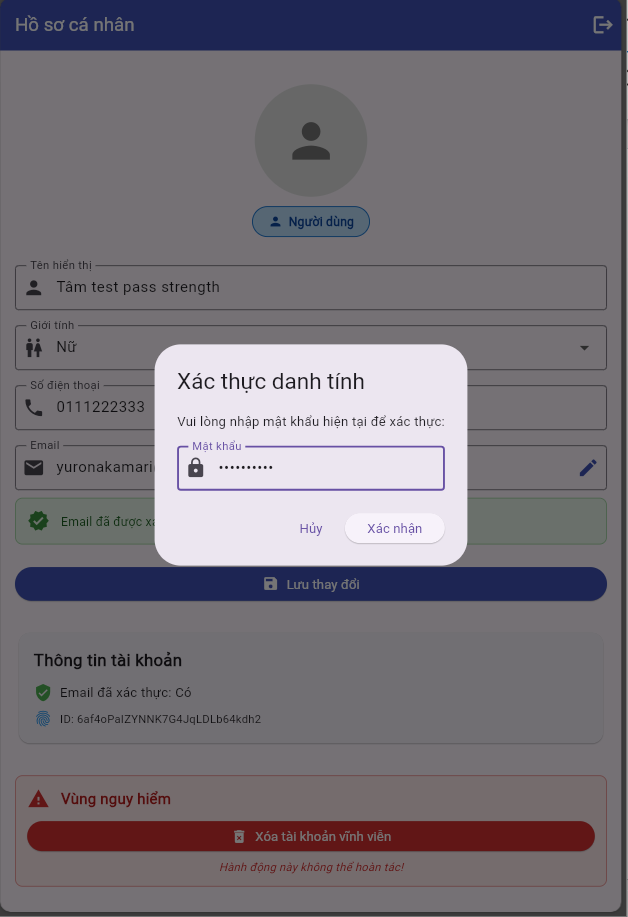 Hồ sơ cá nhân
Người dùng
Tên hiển thị
Tâm test pass strength
Giới tính
Nữ
Số điện thoại
0111222333
Email
yuronakamari
Email đã được xá
Xác thực danh tính
Vui lòng nhập mật khẩu hiện tại để xác thực:
Mật khẩu
••••••••••
Hủy
Xác nhận
Lưu thay đổi
Thông tin tài khoản
Email đã xác thực: Có
ID: 6af4oPalZYNNK7G4JqLDLb64kdh2
Vùng nguy hiểm
Xóa tài khoản vĩnh viễn
Hành động này không thể hoàn tác!